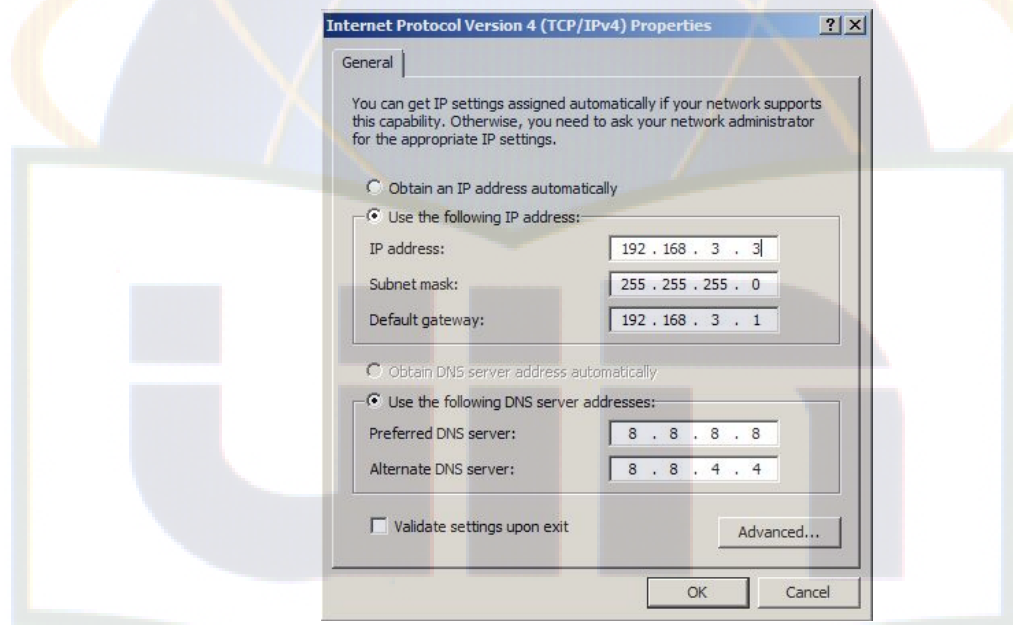 Internet Protocol Version 4 (TCP/IPv4) Properties
General
You can get IP settings assigned automatically if your network supports
this capability. Otherwise, you need to ask your network administrator
for the appropriate IP settings.
Obtain an IP address automatically
Use the following IP address:
IP address: 192 . 168 . 3 . 3
Subnet mask: 255 . 255 . 255 . 0
Default gateway: 192 . 168 . 3 . 1
Obtain DNS server address automatically
Use the following DNS server addresses:
Preferred DNS server: 8 . 8 . 8 . 8
Alternate DNS server: 8 . 8 . 4 . 4
Validate settings upon exit
Advanced...
OK Cancel
uin